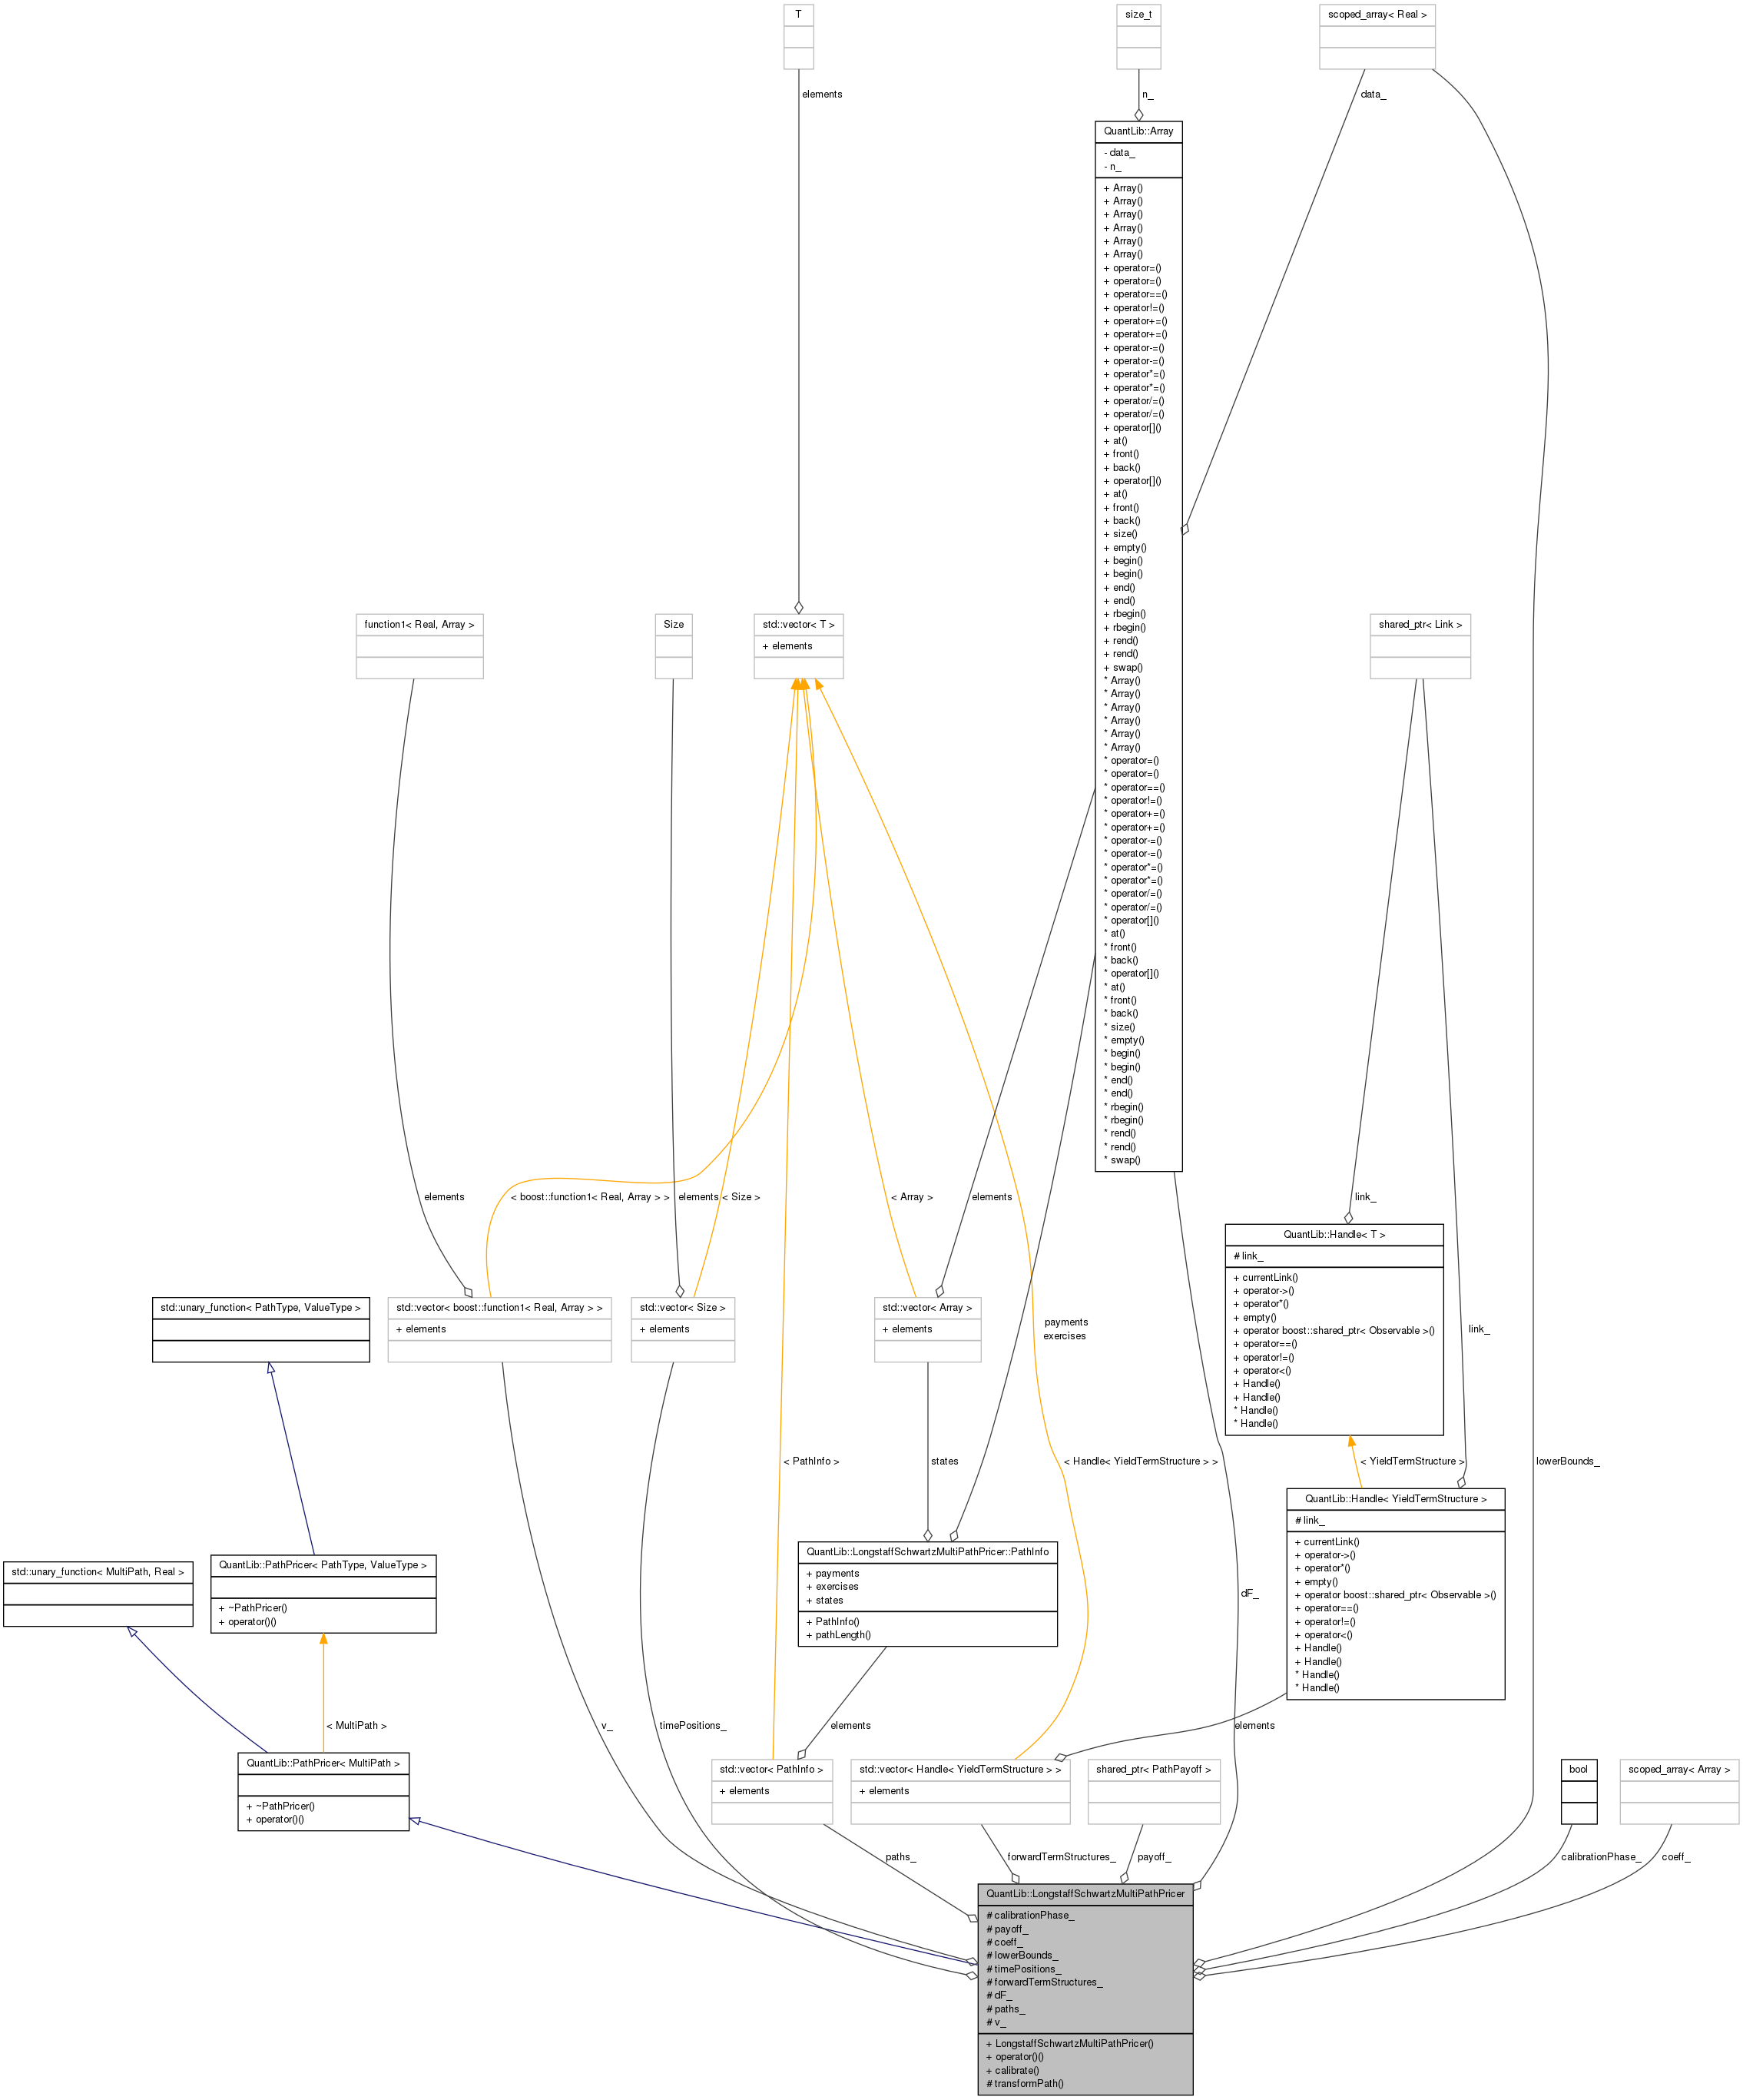 T
size_t
scoped_array< Real >
elements
n_
data_
QuantLib::Array
- data_
- n_
+ Array()
+ Array()
+ Array()
+ Array()
+ Array()
+ Array()
+ operator=()
+ operator=()
+ operator==()
+ operator!=()
+ operator+=()
+ operator+=()
+ operator-=()
+ operator-=()
+ operator*=()
+ operator*=()
+ operator/=()
+ operator/=()
+ operator[]()
+ at()
+ front()
+ back()
+ operator[]()
+ at()
+ front()
+ back()
+ size()
+ empty()
+ begin()
+ begin()
+ end()
+ end()
+ rbegin()
+ rbegin()
+ rend()
+ rend()
+ swap()
* Array()
* Array()
* Array()
* Array()
* Array()
* Array()
* operator=()
* operator=()
* operator==()
* operator!=()
* operator+=()
* operator+=()
* operator-=()
* operator-=()
* operator*=()
* operator*=()
* operator/=()
* operator/=()
* operator[]()
* at()
* front()
* back()
* operator[]()
* at()
* front()
* back()
* size()
* empty()
* begin()
* begin()
* end()
* end()
* rbegin()
* rbegin()
* rend()
* rend()
* swap()
function1< Real, Array >
Size
std::vector< T >
+ elements
shared_ptr< Link >
elements
< boost::function1< Real, Array > >
elements
< Size >
< Array >
elements
link_
QuantLib::Handle< T >
# link_
+ currentLink()
+ operator->()
+ operator*()
+ empty()
+ operator boost::shared_ptr< Observable >()
+ operator==()
+ operator!=()
+ operator<()
+ Handle()
+ Handle()
* Handle()
* Handle()
std::unary_function< PathType, ValueType >
std::vector< boost::function1< Real, Array > >
+ elements
std::vector< Size >
+ elements
std::vector< Array >
+ elements
payments
exercises
link_
< PathInfo >
states
< Handle< YieldTermStructure > >
< YieldTermStructure >
lowerBounds_
QuantLib::Handle< YieldTermStructure >
# link_
+ currentLink()
+ operator->()
+ operator*()
+ empty()
+ operator boost::shared_ptr< Observable >()
+ operator==()
+ operator!=()
+ operator<()
+ Handle()
+ Handle()
* Handle()
* Handle()
std::unary_function< MultiPath, Real >
QuantLib::PathPricer< PathType, ValueType >
+ ~PathPricer()
+ operator()()
QuantLib::LongstaffSchwartzMultiPathPricer::PathInfo
+ payments
+ exercises
+ states
+ PathInfo()
+ pathLength()
dF_
< MultiPath >
v_
timePositions_
elements
elements
QuantLib::PathPricer< MultiPath >
+ ~PathPricer()
+ operator()()
std::vector< PathInfo >
+ elements
std::vector< Handle< YieldTermStructure > >
+ elements
shared_ptr< PathPayoff >
bool
scoped_array< Array >
paths_
forwardTermStructures_
payoff_
calibrationPhase_
coeff_
QuantLib::LongstaffSchwartzMultiPathPricer
# calibrationPhase_
# payoff_
# coeff_
# lowerBounds_
# timePositions_
# forwardTermStructures_
# dF_
# paths_
# v_
+ LongstaffSchwartzMultiPathPricer()
+ operator()()
+ calibrate()
# transformPath()